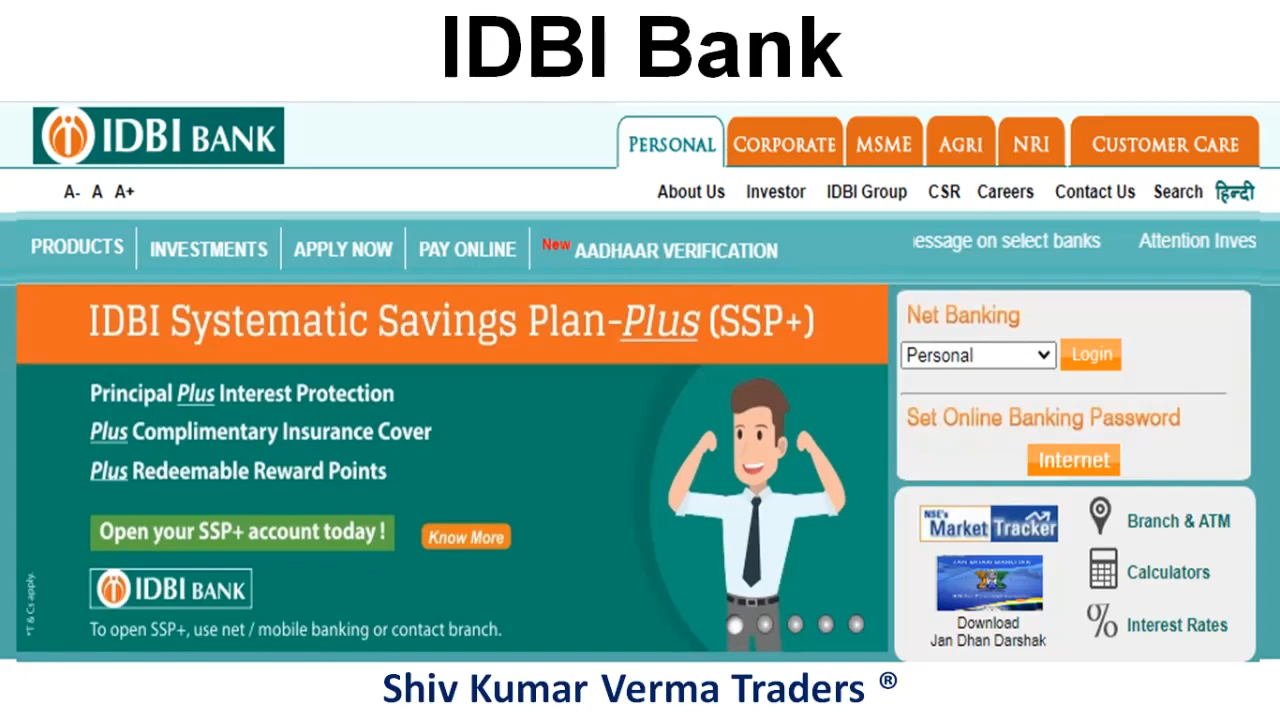 IDBI Bank
IDBI BANK
PERSONAL CORPORATE MSME AGRI NRI CUSTOMER CARE
A- A A+ About Us Investor IDBI Group CSR Careers Contact Us Search हिन्दी
PRODUCTS INVESTMENTS APPLY NOW PAY ONLINE New AADHAAR VERIFICATION on select banks Attention
IDBI Systematic Savings Plan-Plus (SSP+)
Principal Plus Interest Protection
Plus Complimentary Insurance Cover
Plus Redeemable Reward Points
Open your SSP+ account today ! Know More
IDBI BANK
To open SSP+, use net / mobile banking or contact branch.
*T & Cs apply.
Net Banking
Personal Login
Set Online Banking Password
Internet
NSE's
Market Tracker
Download
Jan Dhan Darshak
Branch & ATM
Calculators
% Interest Rates
Shiv Kumar Verma Traders ®